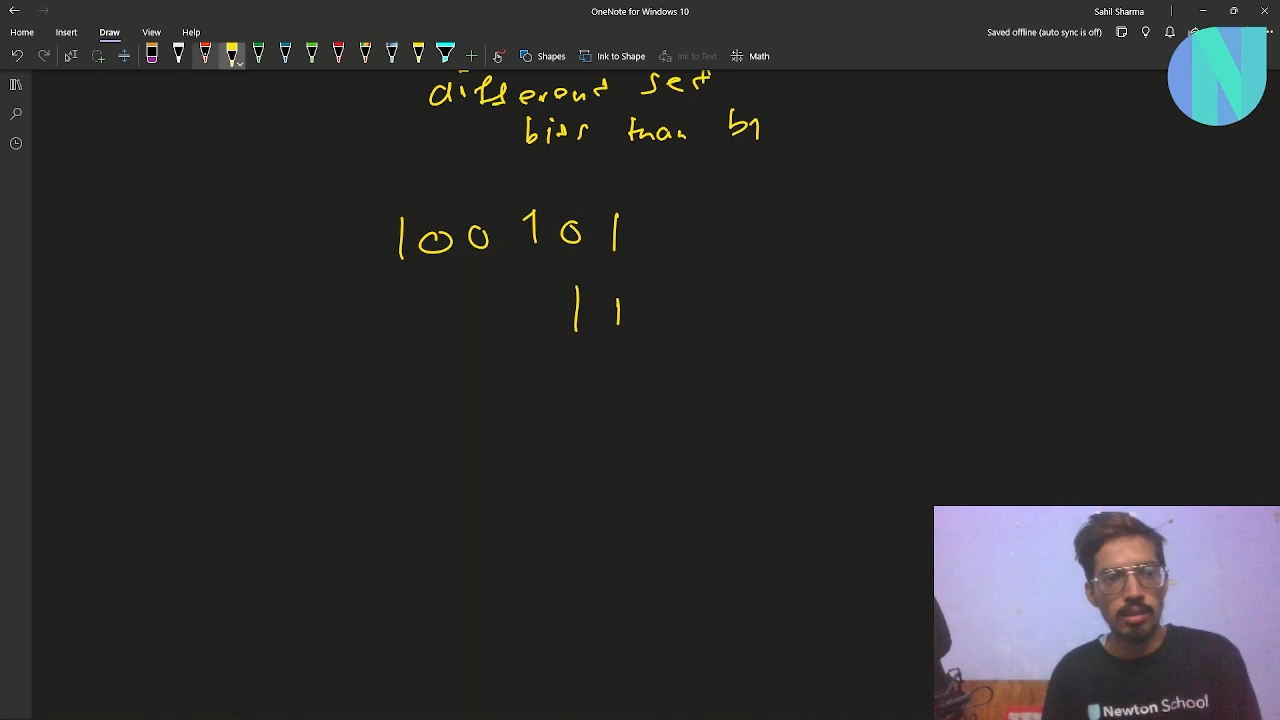 OneNote for Windows 10
Sahil Sharma
Home Insert Draw View Help
Saved offline (auto sync is off)
Shapes Ink to Shape Ink to Text Math
different set
bits than b1
100101
11
N
Newton School